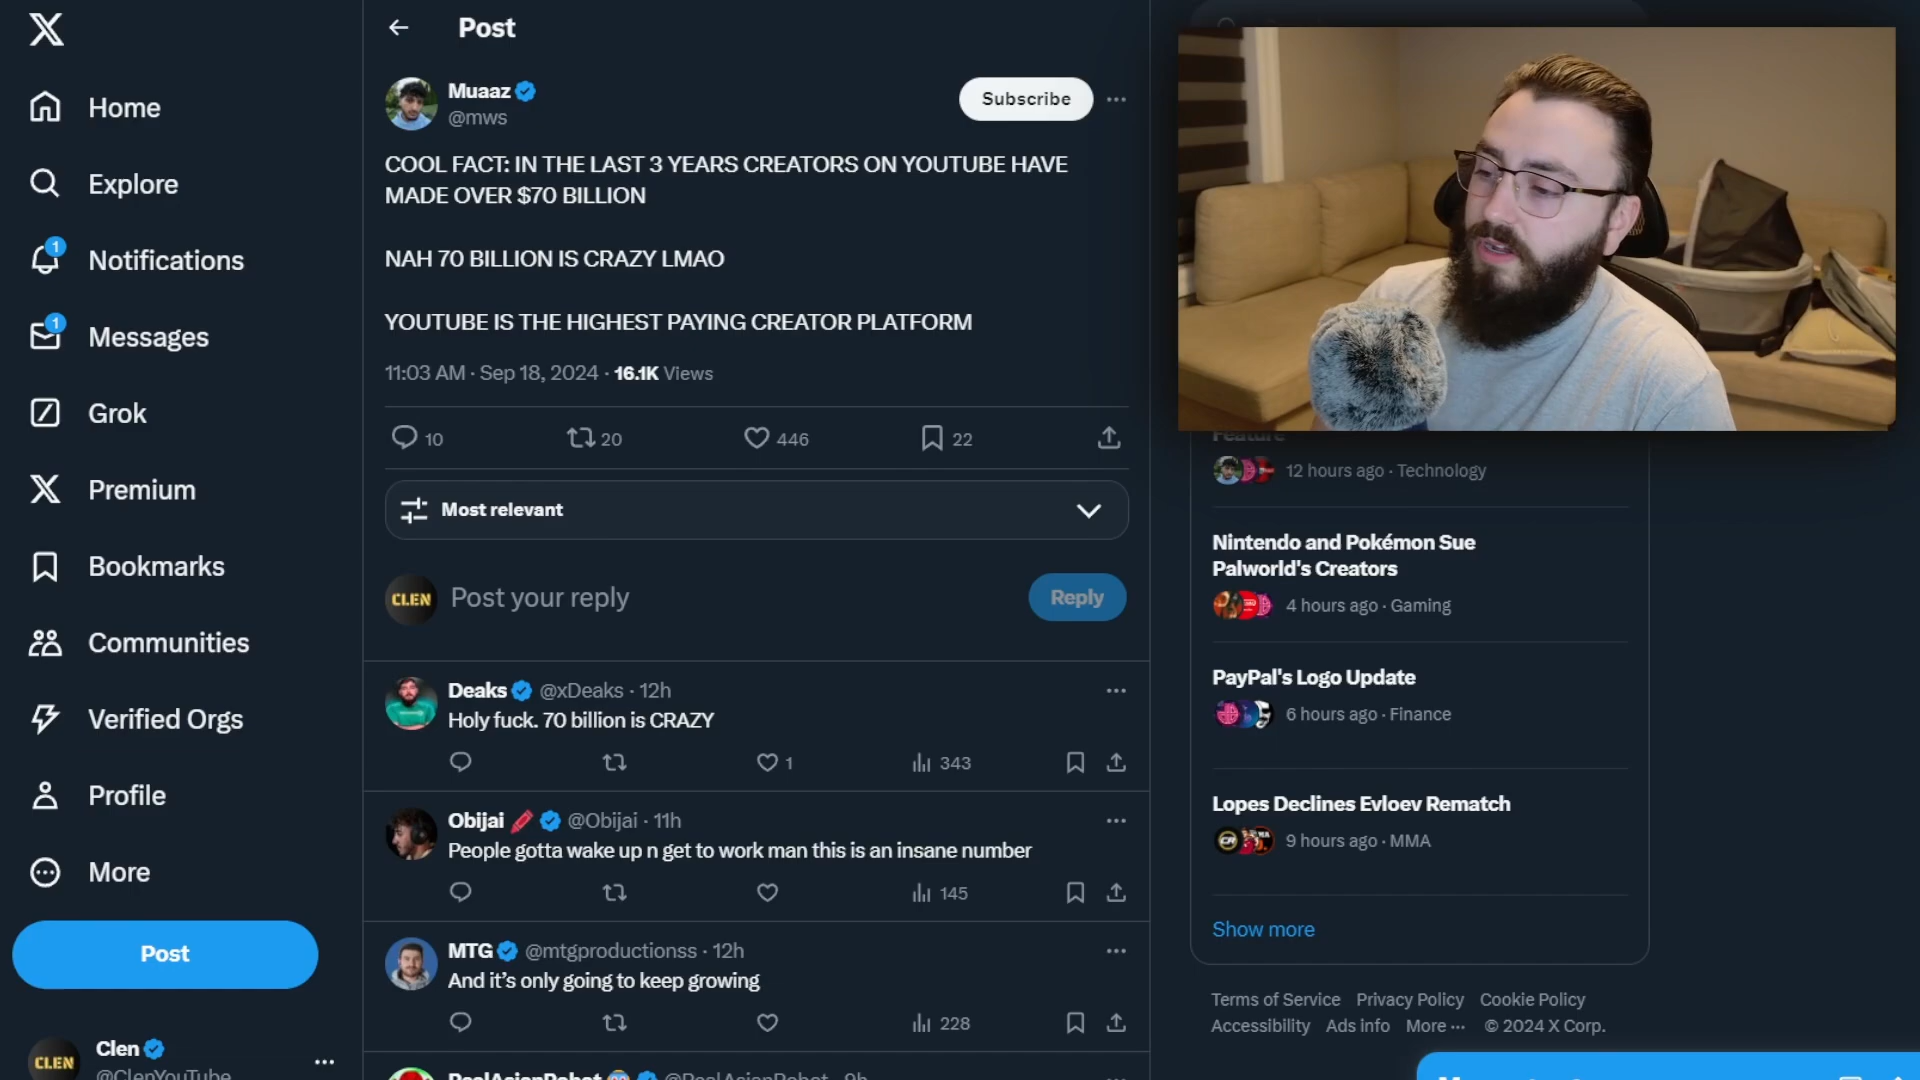 Home
Explore
1
Notifications
1
Messages
Grok
Premium
Bookmarks
Communities
Verified Orgs
Profile
More
Post
CLEN
Clen
@ClenYouTube
Post
Muaaz
@mws
Subscribe
COOL FACT: IN THE LAST 3 YEARS CREATORS ON YOUTUBE HAVE
MADE OVER $70 BILLION
NAH 70 BILLION IS CRAZY LMAO
YOUTUBE IS THE HIGHEST PAYING CREATOR PLATFORM
11:03 AM · Sep 18, 2024 · 16.1K Views
10 20 446 22
Most relevant
CLEN
Post your reply
Reply
Deaks @xDeaks · 12h
Holy fuck. 70 billion is CRAZY
1 343
Obijai @Obijai · 11h
People gotta wake up n get to work man this is an insane number
145
MTG @mtgproductionss · 12h
And it's only going to keep growing
228
RealAsianRobot @RealAsianRobot · 9h
Feature
12 hours ago · Technology
Nintendo and Pokémon Sue
Palworld's Creators
4 hours ago · Gaming
PayPal's Logo Update
6 hours ago · Finance
Lopes Declines Evloev Rematch
9 hours ago · MMA
Show more
Terms of Service Privacy Policy Cookie Policy
Accessibility Ads info More ··· © 2024 X Corp.